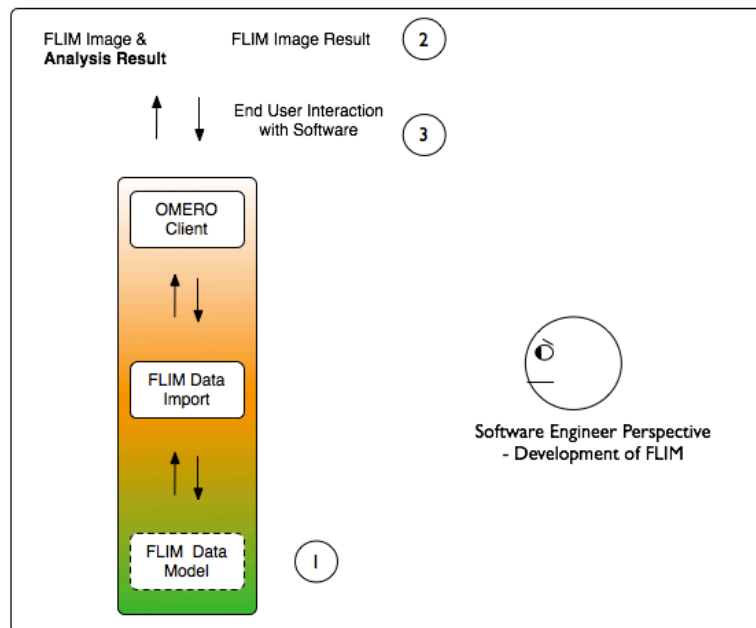 FLIM Image &
Analysis Result
FLIM Image Result
2
End User Interaction
with Software
3
OMERO
Client
FLIM Data
Import
Software Engineer Perspective
- Development of FLIM
FLIM Data
Model
1